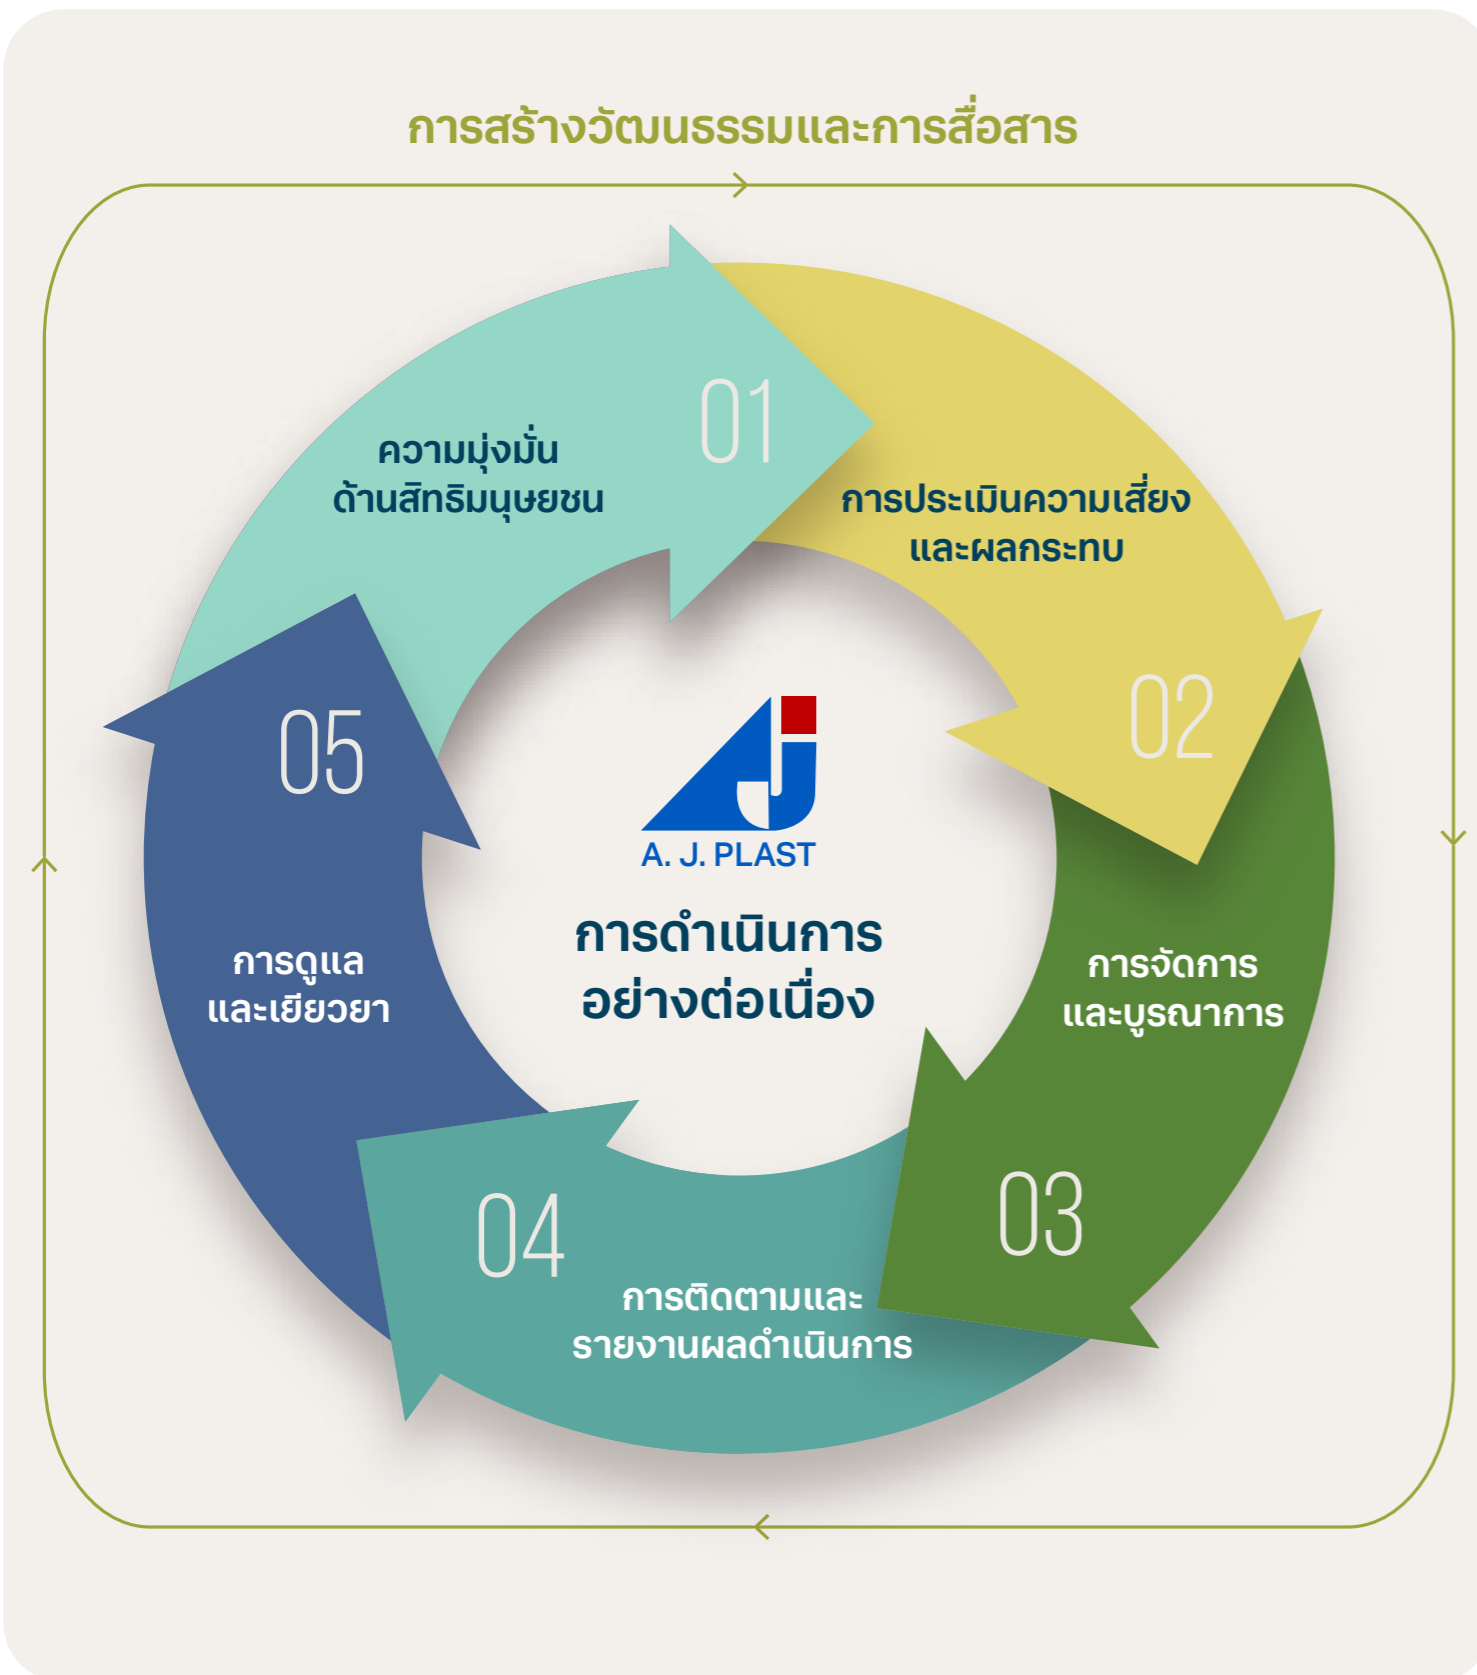 การสร้างวัฒนธรรมและการสื่อสาร
01
ความมุ่งมั่น
ด้านสิทธิมนุษยชน
การประเมินความเสี่ยง
และผลกระทบ
02
การจัดการ
และบูรณาการ
03
04
การติดตามและ
รายงานผลดำเนินการ
05
การดูแล
และเยียวยา
A. J. PLAST
การดำเนินการ
อย่างต่อเนื่อง